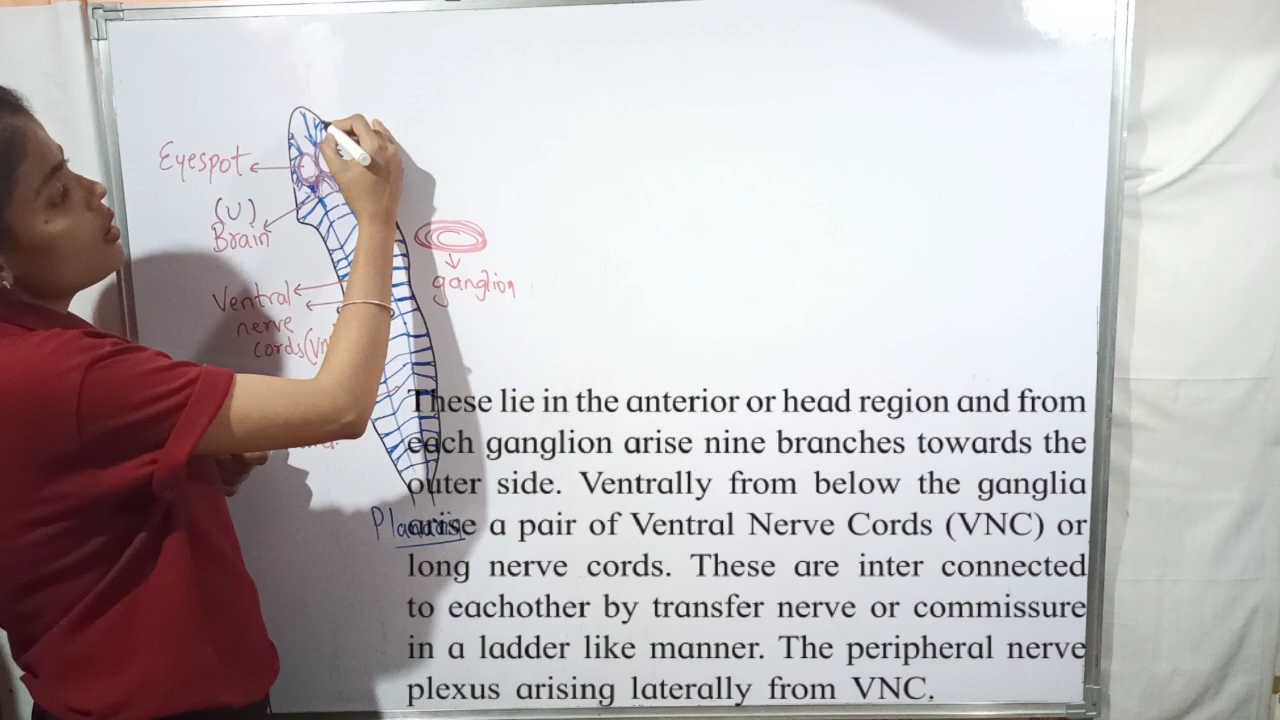 Eyespot
(U)
Brain
Ventral
nerve
cords(VN
ganglion
Planaria
These lie in the anterior or head region and from
each ganglion arise nine branches towards the
outer side. Ventrally from below the ganglia
arise a pair of Ventral Nerve Cords (VNC) or
long nerve cords. These are inter connected
to eachother by transfer nerve or commissure
in a ladder like manner. The peripheral nerve
plexus arising laterally from VNC.